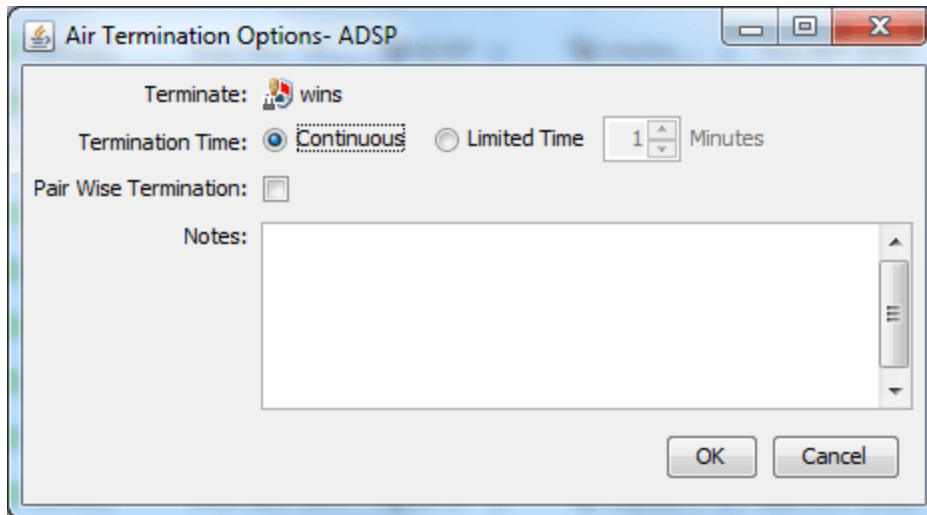 Air Termination Options- ADSP
Terminate: wins
Termination Time: Continuous Limited Time 1 Minutes
Pair Wise Termination:
Notes:
OK Cancel